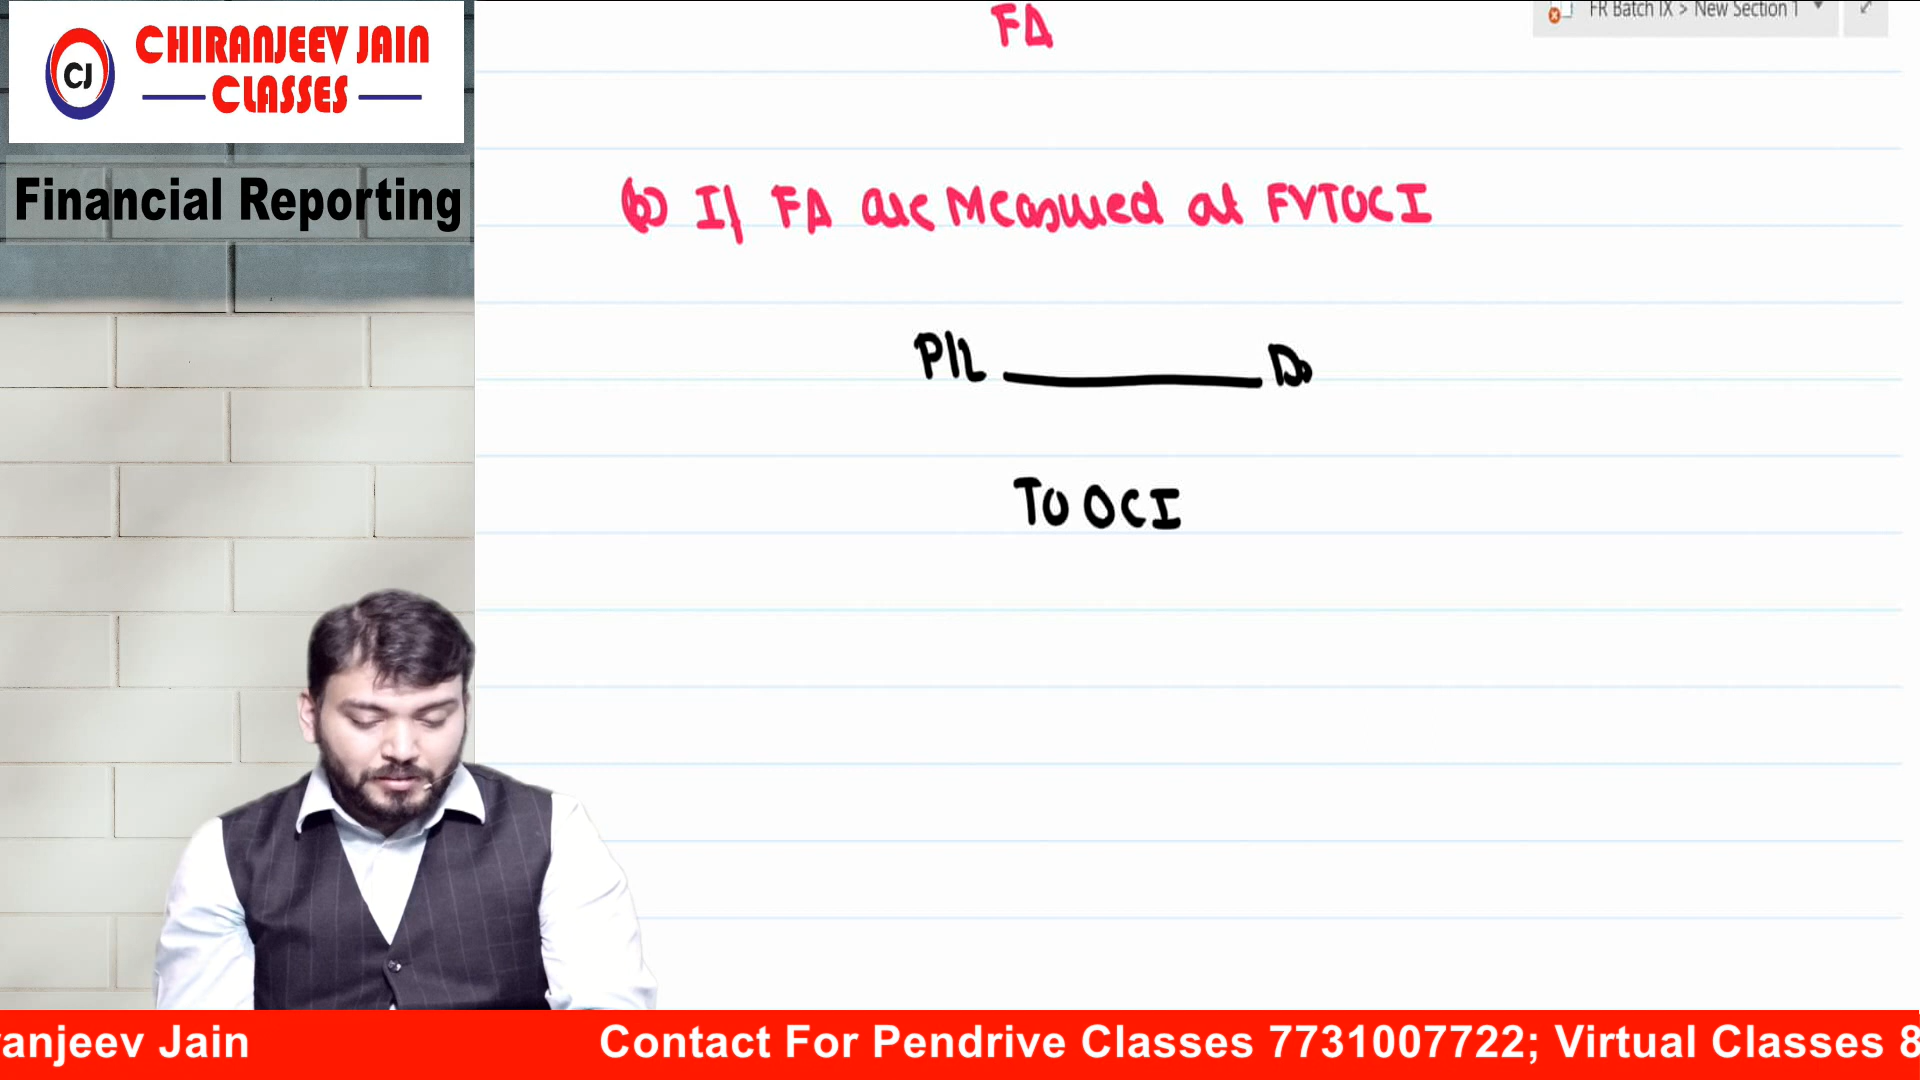 CHIRANJEEV JAIN
CLASSES
CJ
Financial Reporting
FR Batch IX > New Section 1
FA
(b) If FA are Measured at FVTOCI
P/L Dr
To OCI
anjeev Jain Contact For Pendrive Classes 7731007722; Virtual Classes 8